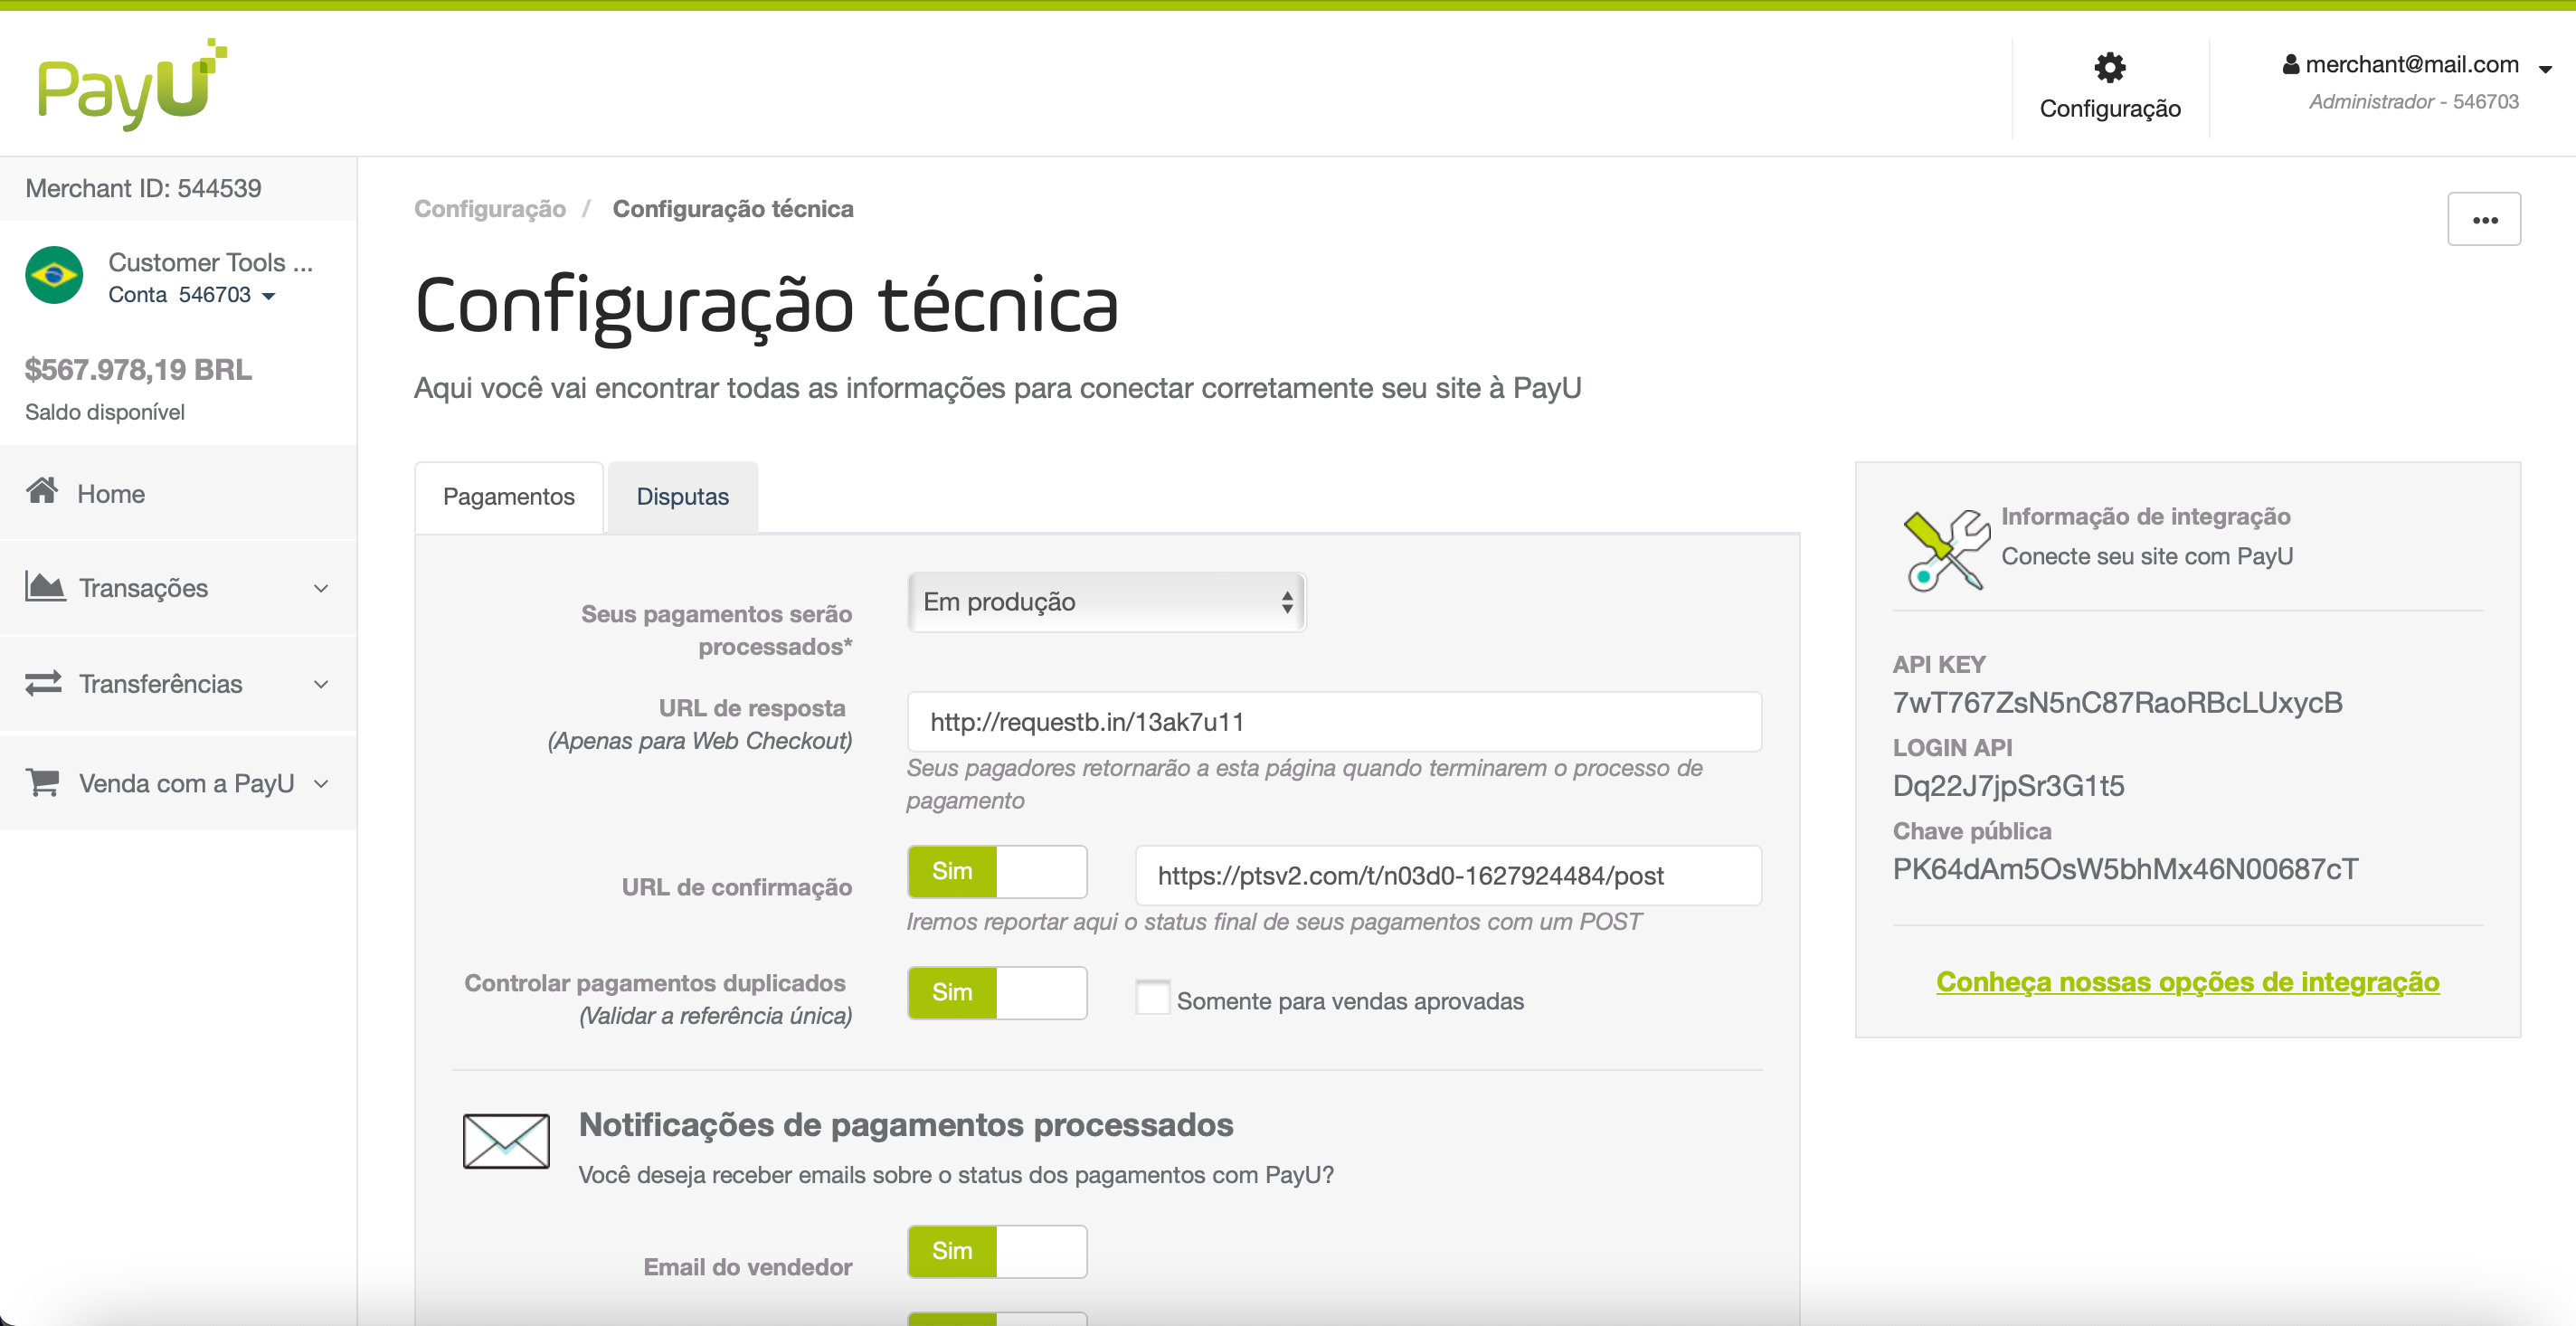 PayU
Configuração
merchant@mail.com
Administrador - 546703
Merchant ID: 544539
Customer Tools ...
Conta 546703
$567.978,19 BRL
Saldo disponível
Home
Transações
Transferências
Venda com a PayU
Configuração / Configuração técnica
Configuração técnica
Aqui você vai encontrar todas as informações para conectar corretamente seu site à PayU
Pagamentos
Disputas
Seus pagamentos serão
processados*
Em produção
URL de resposta
(Apenas para Web Checkout)
http://requestb.in/13ak7u11
Seus pagadores retornarão a esta página quando terminarem o processo de
pagamento
URL de confirmação
Sim
https://ptsv2.com/t/n03d0-1627924484/post
Iremos reportar aqui o status final de seus pagamentos com um POST
Controlar pagamentos duplicados
(Validar a referência única)
Sim
Somente para vendas aprovadas
Notificações de pagamentos processados
Você deseja receber emails sobre o status dos pagamentos com PayU?
Email do vendedor
Sim
Informação de integração
Conecte seu site com PayU
API KEY
7wT767ZsN5nC87RaoRBcLUxycB
LOGIN API
Dq22J7jpSr3G1t5
Chave pública
PK64dAm5OsW5bhMx46N00687cT
Conheça nossas opções de integração